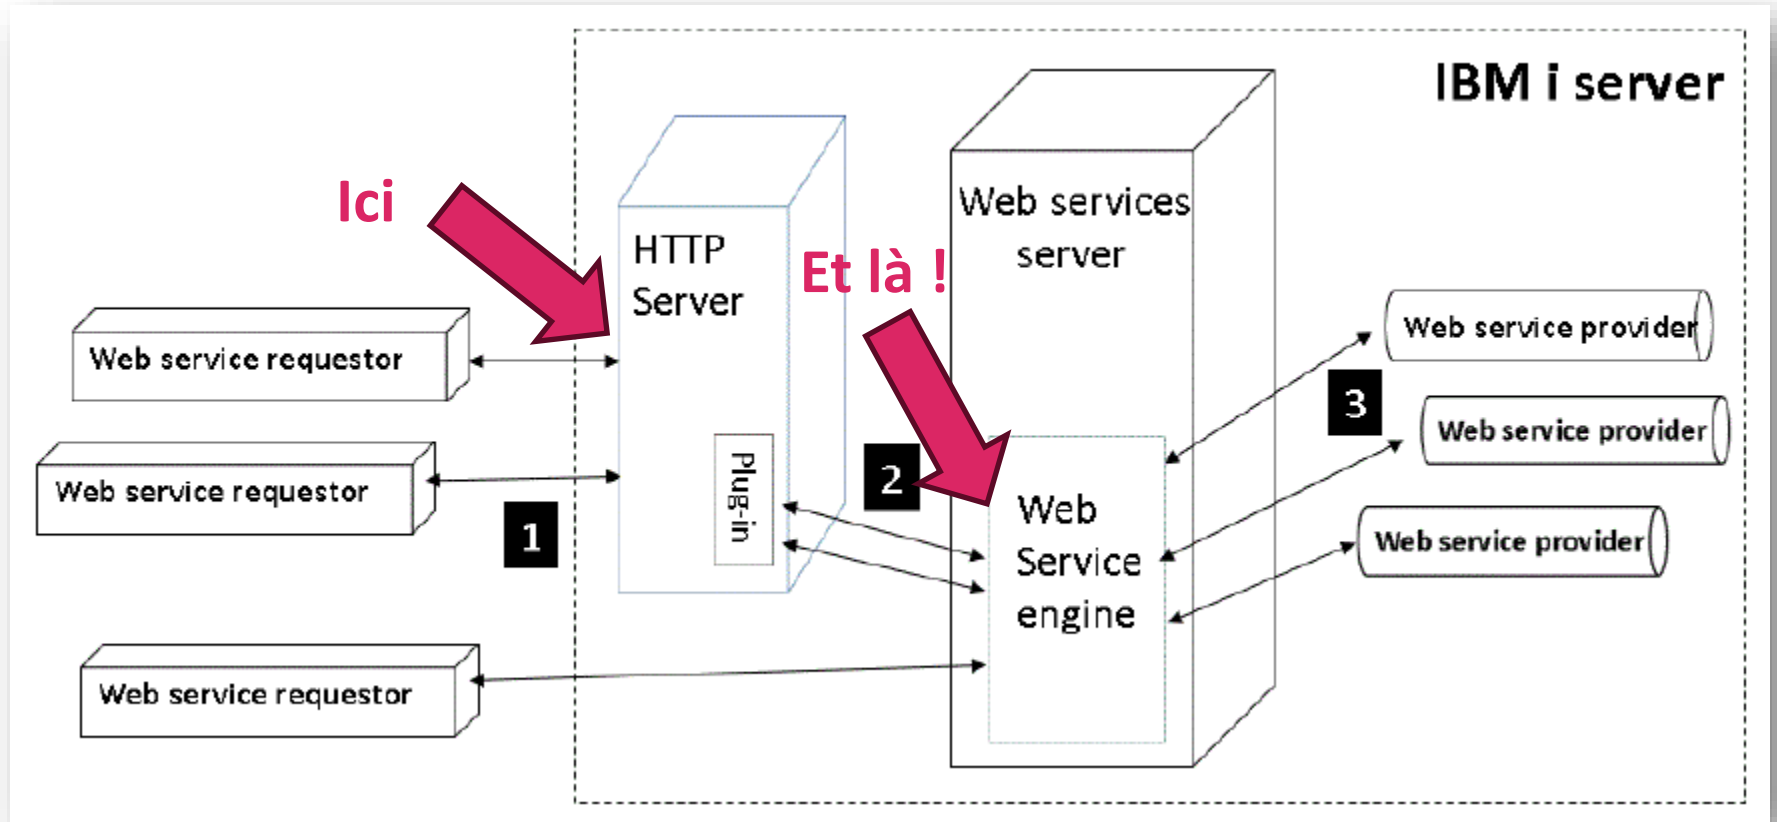 IBM i server
Ici
HTTP
Server
Plug-in
Et là !
Web services
server
Web
Service
engine
Web service requestor
Web service requestor
Web service requestor
1
2
3
Web service provider
Web service provider
Web service provider